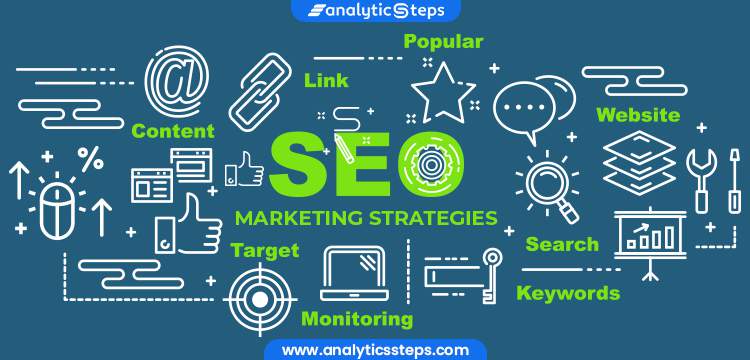 analyticSteps
Popular
Link
Content
Website
SEO
MARKETING STRATEGIES
Target
Search
Keywords
Monitoring
www.analyticssteps.com